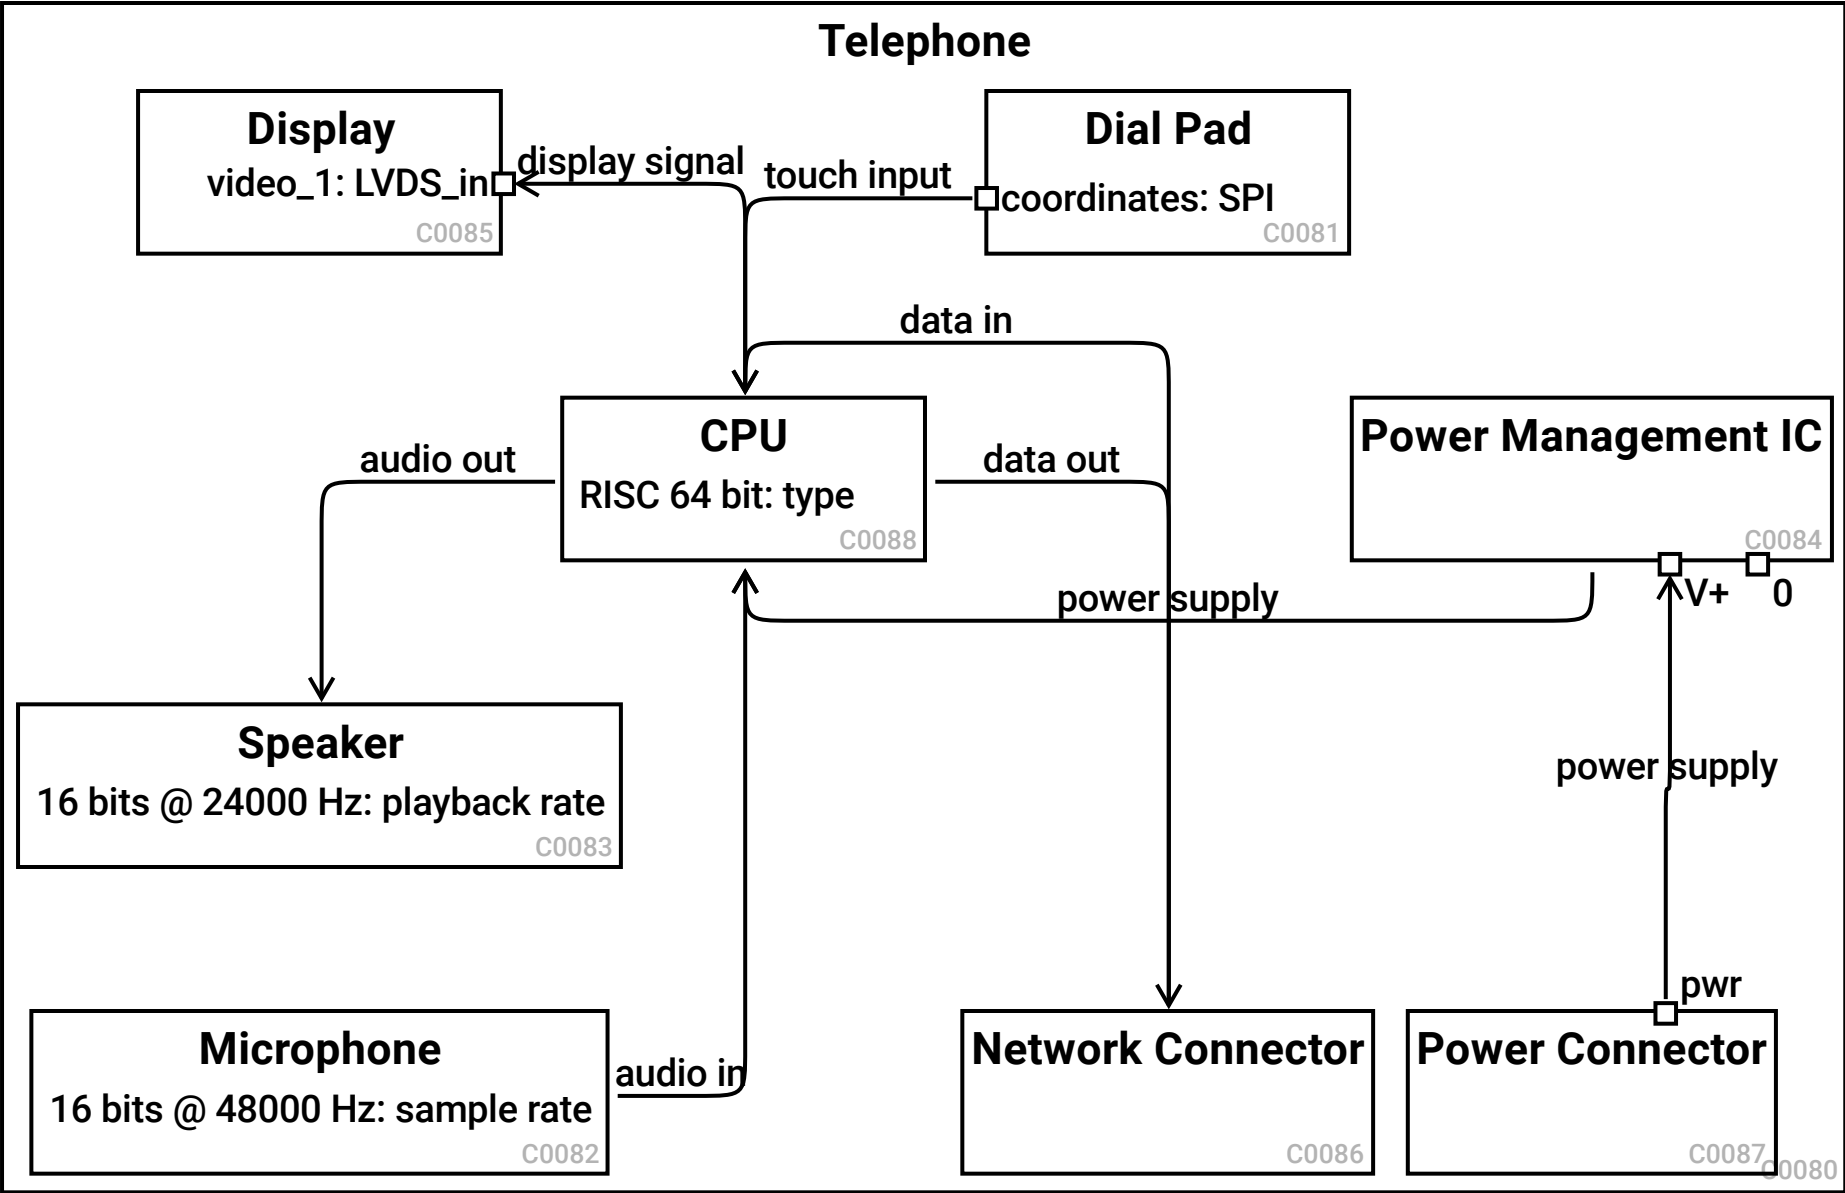 Telephone
Display
video_1: LVDS_in
C0085
display signal
touch input
Dial Pad
coordinates: SPI
C0081
data in
audio out
CPU
RISC 64 bit: type
C0088
data out
Power Management IC
C0084
V+
0
power supply
Speaker
16 bits @ 24000 Hz: playback rate
C0083
power supply
pwr
Microphone
16 bits @ 48000 Hz: sample rate
C0082
audio in
Network Connector
C0086
Power Connector
C0087
C0080